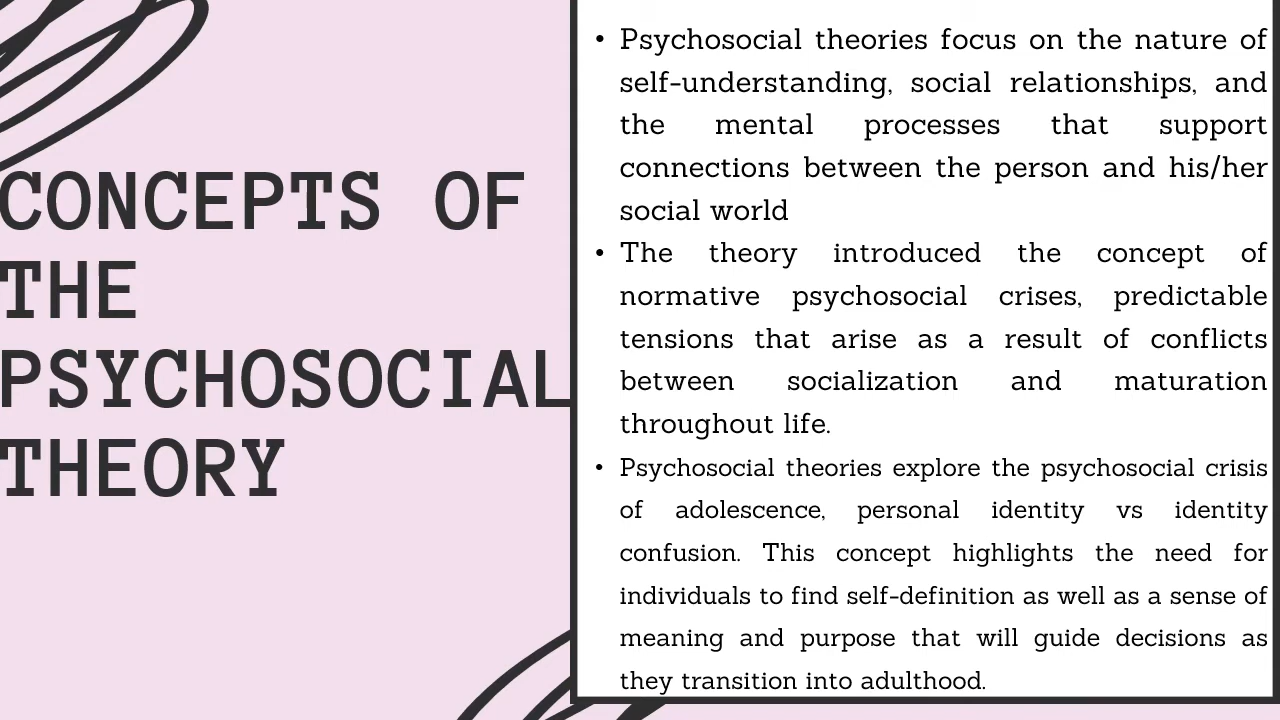 CONCEPTS OF
THE
PSYCHOSOCIAL
THEORY
• Psychosocial theories focus on the nature of
self-understanding, social relationships, and
the mental processes that support
connections between the person and his/her
social world
• The theory introduced the concept of
normative psychosocial crises, predictable
tensions that arise as a result of conflicts
between socialization and maturation
throughout life.
• Psychosocial theories explore the psychosocial crisis
of adolescence, personal identity vs identity
confusion. This concept highlights the need for
individuals to find self-definition as well as a sense of
meaning and purpose that will guide decisions as
they transition into adulthood.